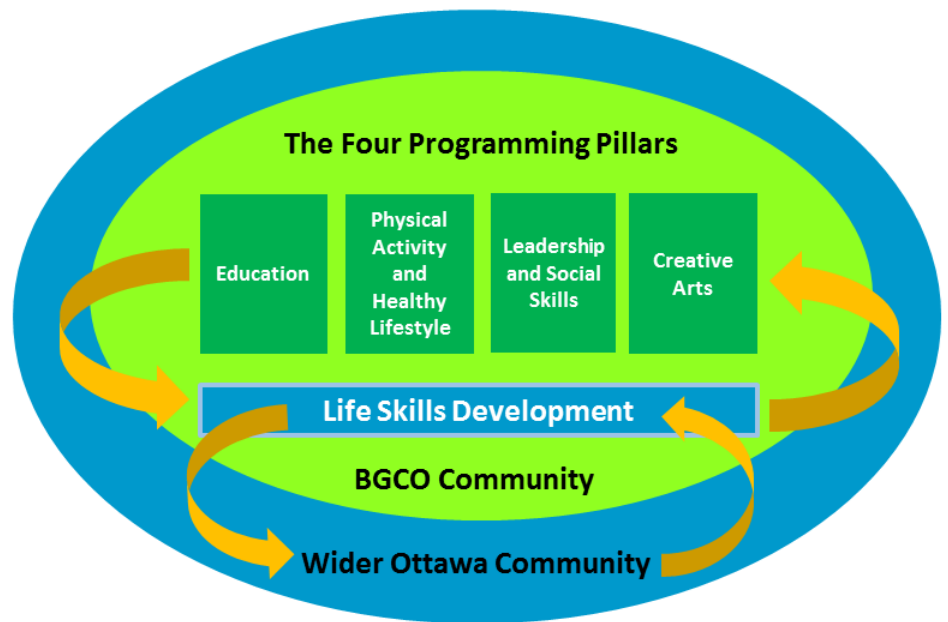 The Four Programming Pillars
Education
Physical
Activity
and
Healthy
Lifestyle
Leadership
and Social
Skills
Creative
Arts
Life Skills Development
BGCO Community
Wider Ottawa Community